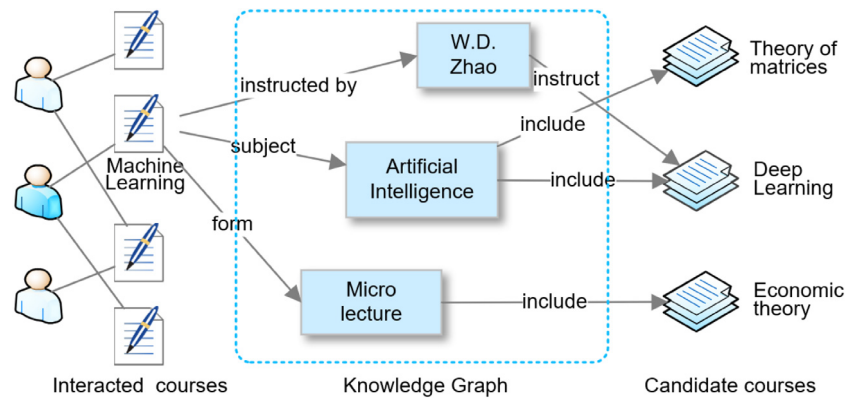 W.D.
Zhao
Theory of
matrices
instructed by
instruct
include
Machine
Learning
subject
Artificial
Intelligence
include
Deep
Learning
form
Micro
lecture
include
Economic
theory
Interacted courses
Knowledge Graph
Candidate courses